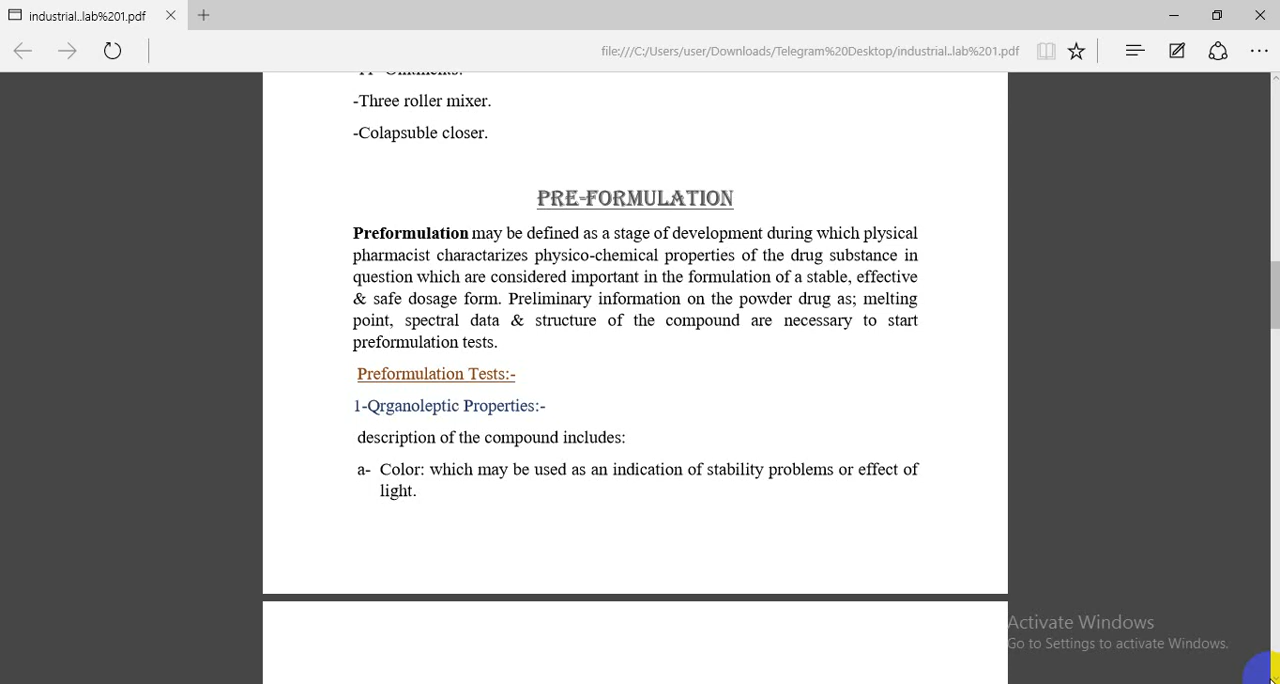 industrial..lab%201.pdf
file:///C:/Users/user/Downloads/Telegram%20Desktop/industrial..lab%201.pdf
-Three roller mixer.
-Colapsuble closer.
PRE-FORMULATION
Preformulation may be defined as a stage of development during which plysical
pharmacist charactarizes physico-chemical properties of the drug substance in
question which are considered important in the formulation of a stable, effective
& safe dosage form. Preliminary information on the powder drug as; melting
point, spectral data & structure of the compound are necessary to start
preformulation tests.
Preformulation Tests:-
1-Qrganoleptic Properties:-
description of the compound includes:
a- Color: which may be used as an indication of stability problems or effect of
light.
Activate Windows
Go to Settings to activate Windows.